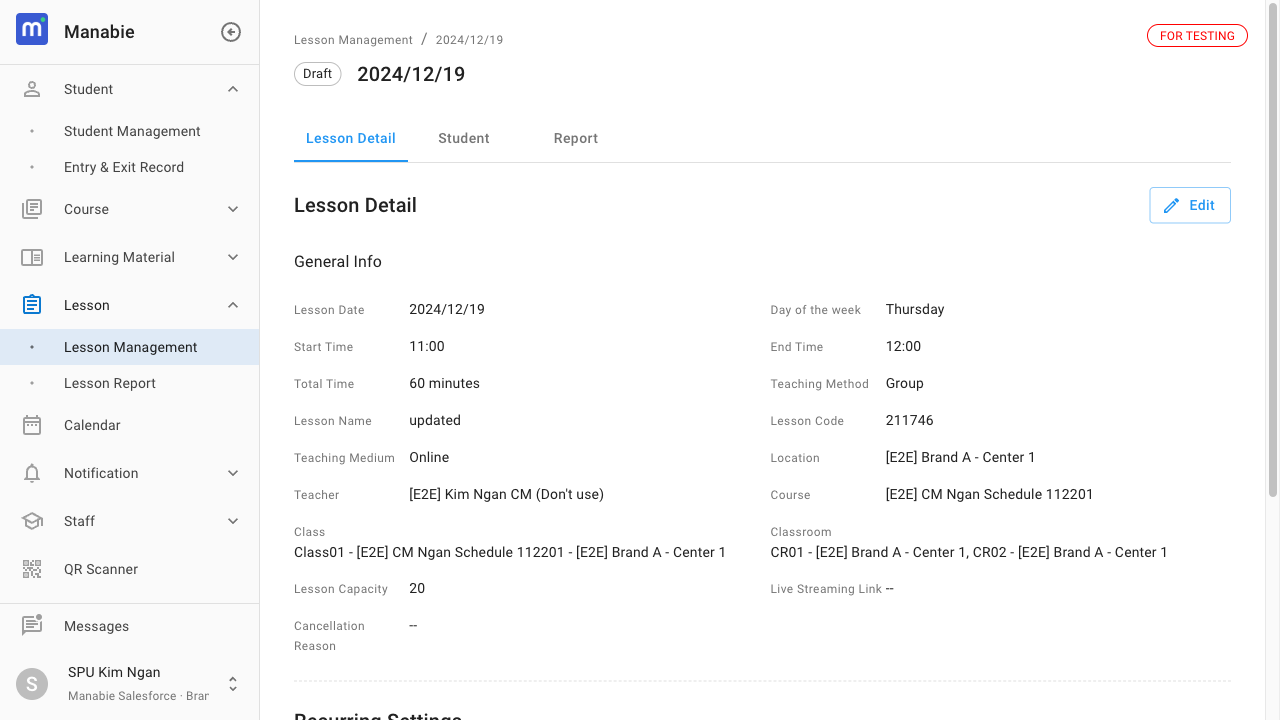 Manabie
Student
Student Management
Entry & Exit Record
Course
Learning Material
Lesson
Lesson Management
Lesson Report
Calendar
Notification
Staff
QR Scanner
Messages
S
SPU Kim Ngan
Manabie Salesforce · Brar
Lesson Management / 2024/12/19
FOR TESTING
Draft 2024/12/19
Lesson Detail Student Report
Lesson Detail
Edit
General Info
Lesson Date 2024/12/19 Day of the week Thursday
Start Time 11:00 End Time 12:00
Total Time 60 minutes Teaching Method Group
Lesson Name updated Lesson Code 211746
Teaching Medium Online Location [E2E] Brand A - Center 1
Teacher [E2E] Kim Ngan CM (Don't use) Course [E2E] CM Ngan Schedule 112201
Class Classroom
Class01 - [E2E] CM Ngan Schedule 112201 - [E2E] Brand A - Center 1 CR01 - [E2E] Brand A - Center 1, CR02 - [E2E] Brand A - Center 1
Lesson Capacity 20 Live Streaming Link --
Cancellation --
Reason
Recurring Settings